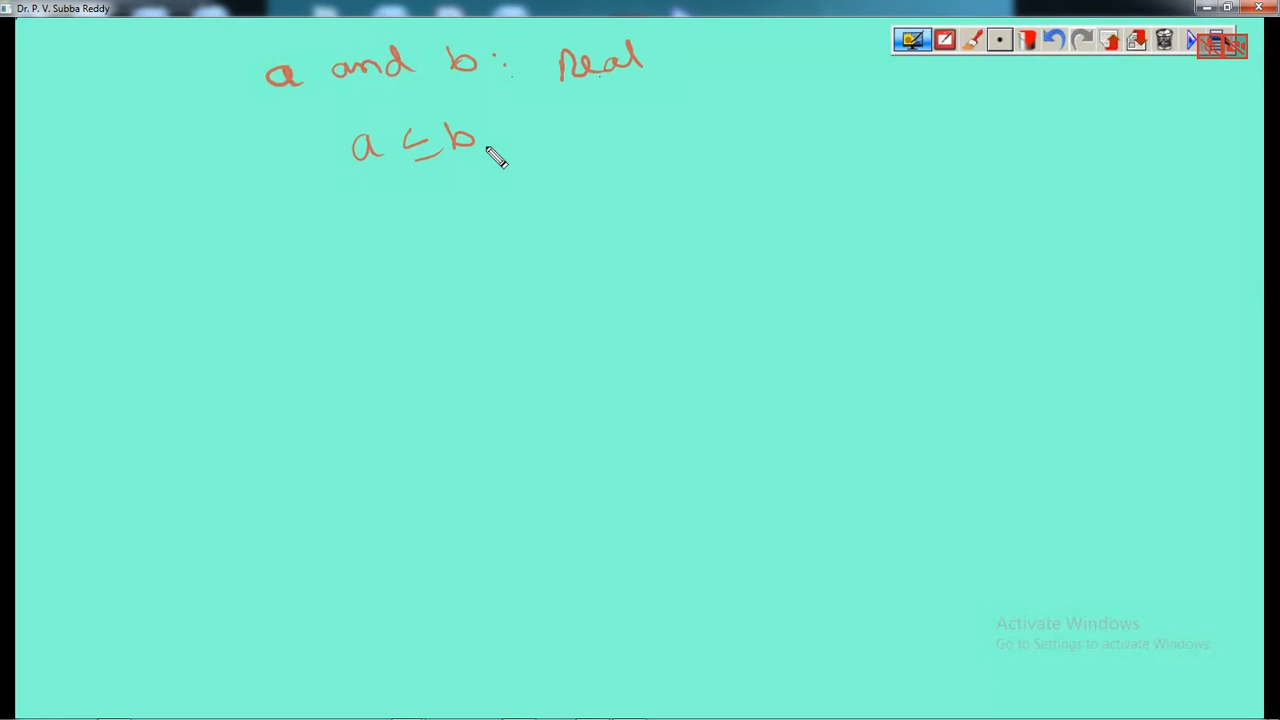 Dr. P. V. Subba Reddy
a and b : Real
a ≤ b
Activate Windows
Go to Settings to activate Windows.